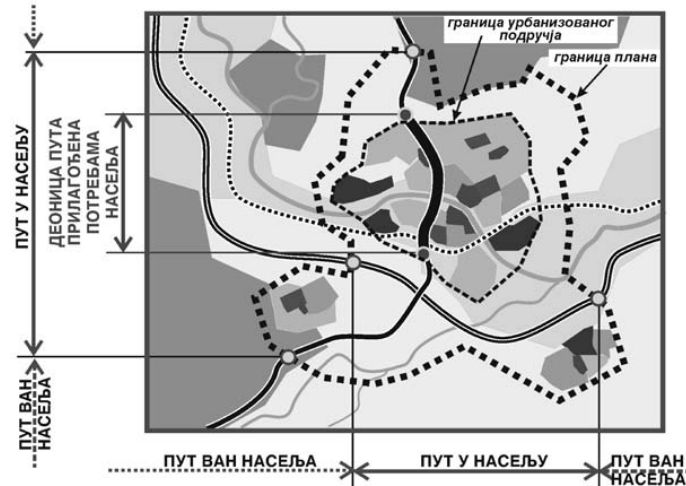 граница урбанизованог
подручја
граница плана
ПУТ У НАСЕЉУ
ДЕОНИЦА ПУТА
ПРИЛАГОЂЕНА
ПОТРЕБАМА
НАСЕЉА
ПУТ ВАН
НАСЕЉА
ПУТ ВАН НАСЕЉА
ПУТ У НАСЕЉУ
ПУТ ВАН
НАСЕЉА